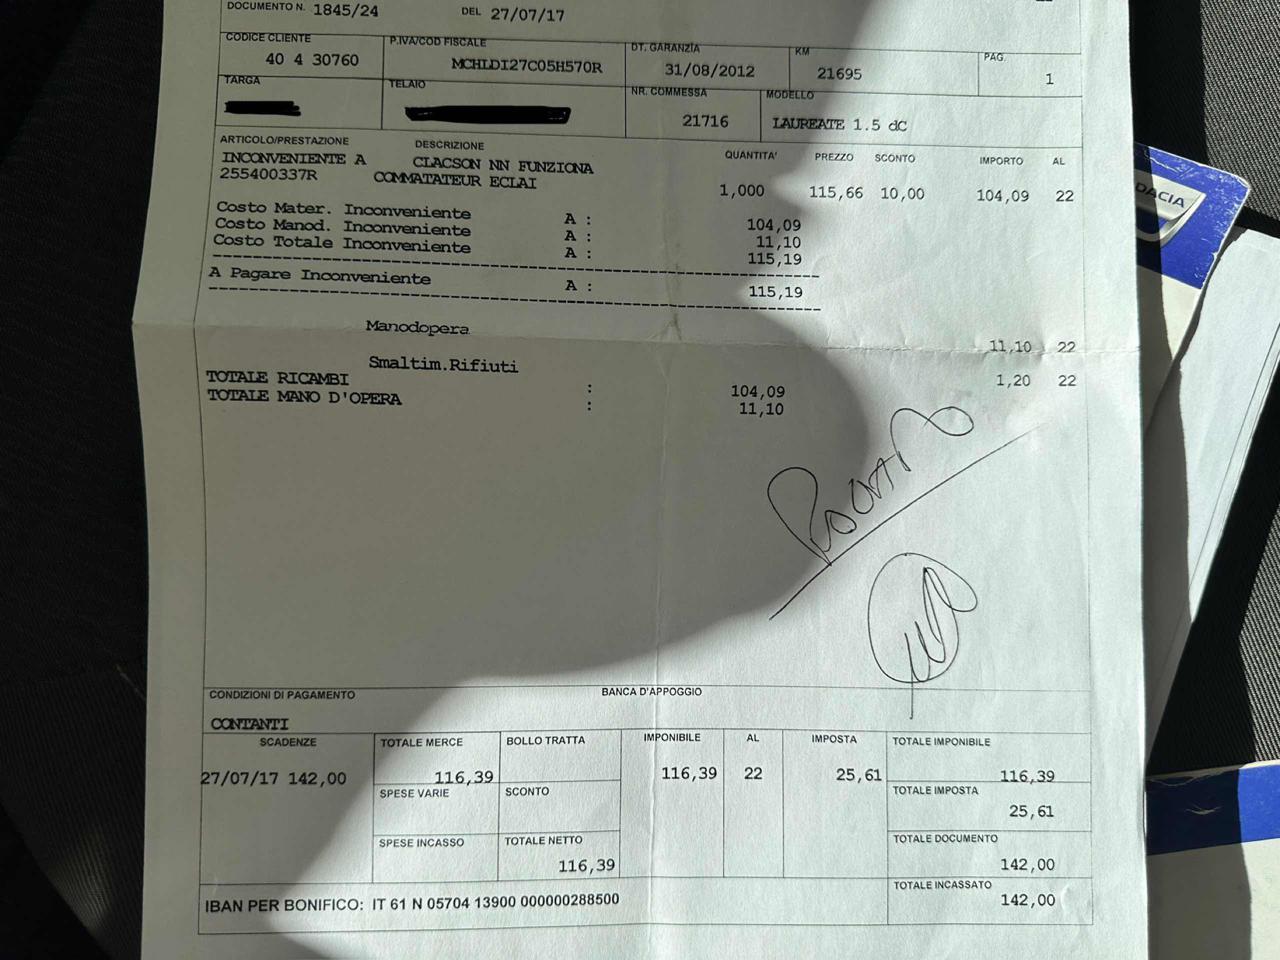 DOCUMENTO N. 1845/24 DEL 27/07/17
CODICE CLIENTE P.IVA/COD FISCALE DT. GARANZIA KM PAG.
40 4 30760 MCHLDI27C05H570R 31/08/2012 21695 1
TARGA TELAIO NR. COMMESSA MODELLO
21716 LAUREATE 1.5 dC
ARTICOLO/PRESTAZIONE DESCRIZIONE QUANTITA' PREZZO SCONTO IMPORTO AL
INCONVENIENTE A CLACSON NN FUNZIONA
255400337R COMMATATEUR ECLAI 1,000 115,66 10,00 104,09 22
Costo Mater. Inconveniente A : 104,09
Costo Manod. Inconveniente A : 11,10
Costo Totale Inconveniente A : 115,19
A Pagare Inconveniente A : 115,19
Manodopera 11,10 22
Smaltim.Rifiuti 1,20 22
TOTALE RICAMBI : 104,09
TOTALE MANO D'OPERA : 11,10
CONDIZIONI DI PAGAMENTO BANCA D'APPOGGIO
CONTANTI
SCADENZE TOTALE MERCE BOLLO TRATTA IMPONIBILE AL IMPOSTA TOTALE IMPONIBILE
27/07/17 142,00 116,39 116,39 22 25,61 116,39
SPESE VARIE SCONTO TOTALE IMPOSTA
25,61
SPESE INCASSO TOTALE NETTO TOTALE DOCUMENTO
116,39 142,00
TOTALE INCASSATO
142,00
IBAN PER BONIFICO: IT 61 N 05704 13900 000000288500
DACIA